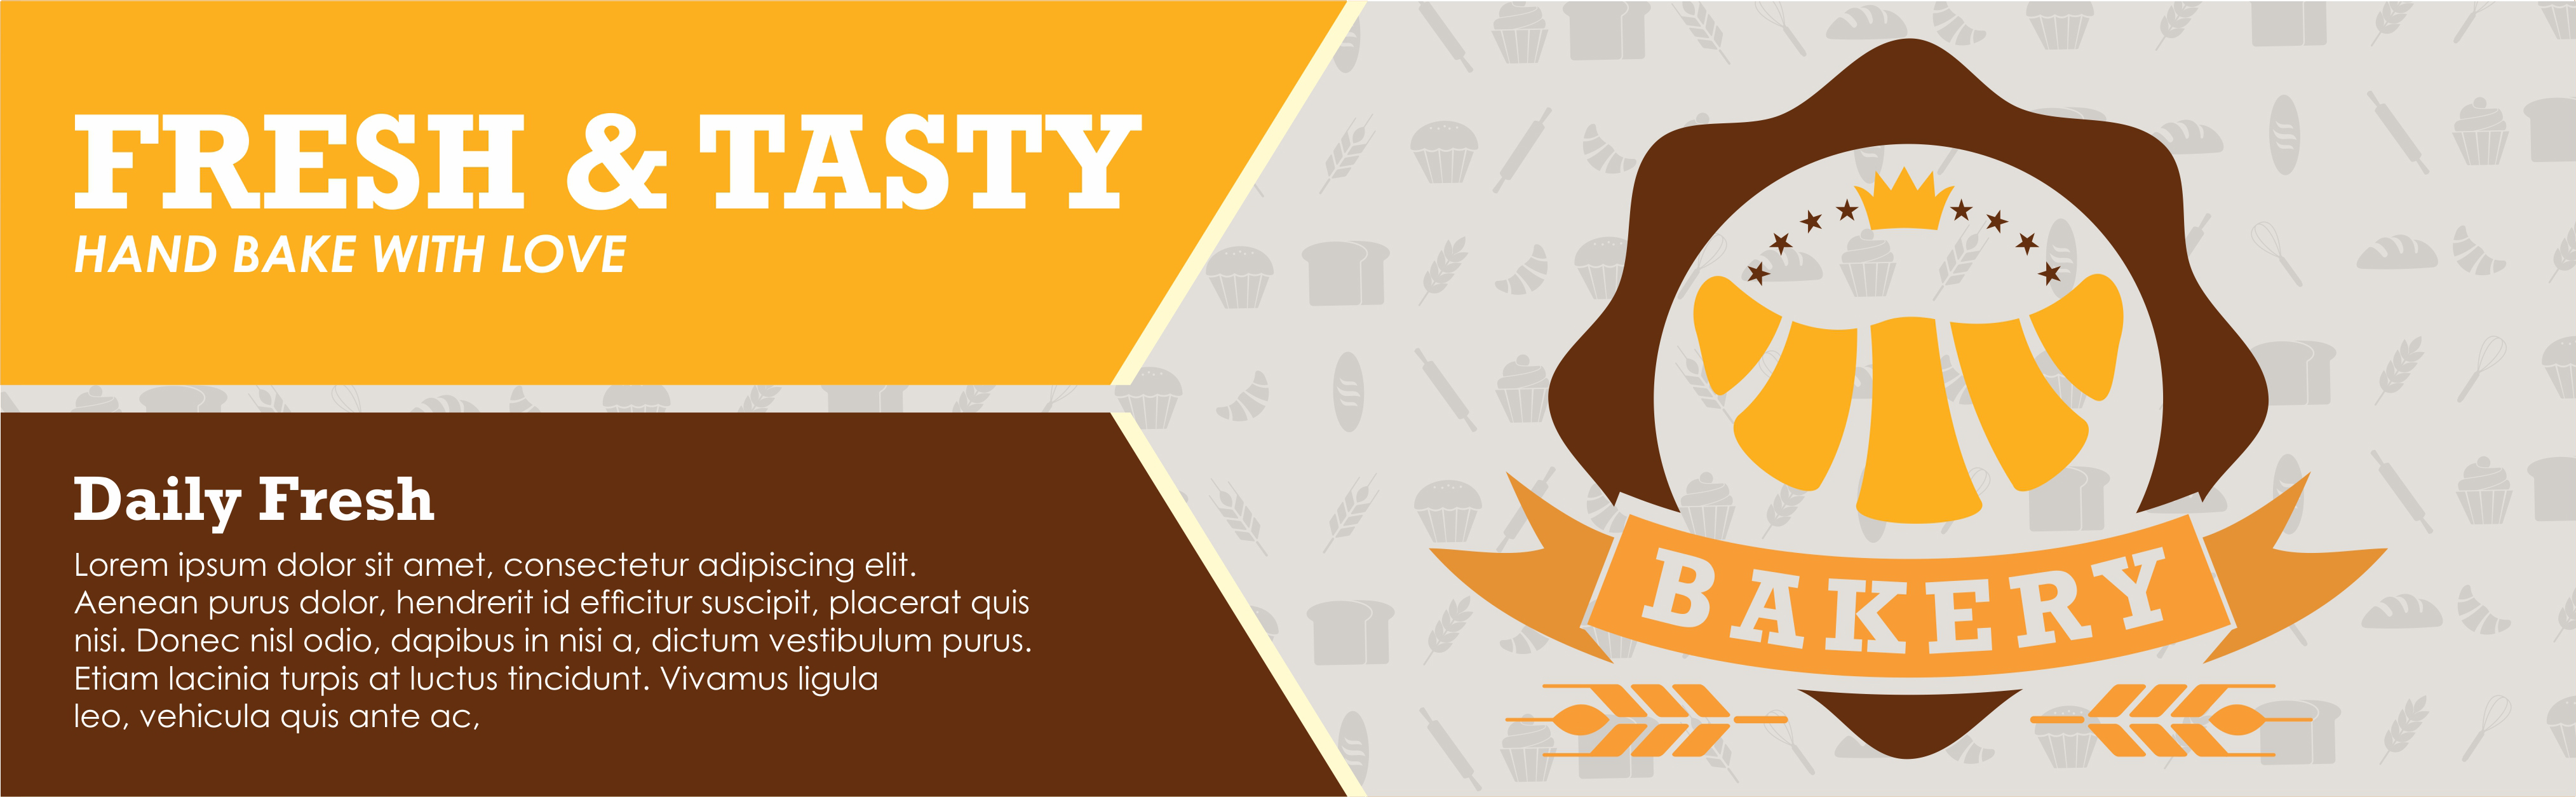 FRESH & TASTY
HAND BAKE WITH LOVE
Daily Fresh
Lorem ipsum dolor sit amet, consectetur adipiscing elit.
Aenean purus dolor, hendrerit id efficitur suscipit, placerat quis
nisi. Donec nisl odio, dapibus in nisi a, dictum vestibulum purus.
Etiam lacinia turpis at luctus tincidunt. Vivamus ligula
leo, vehicula quis ante ac,
BAKERY